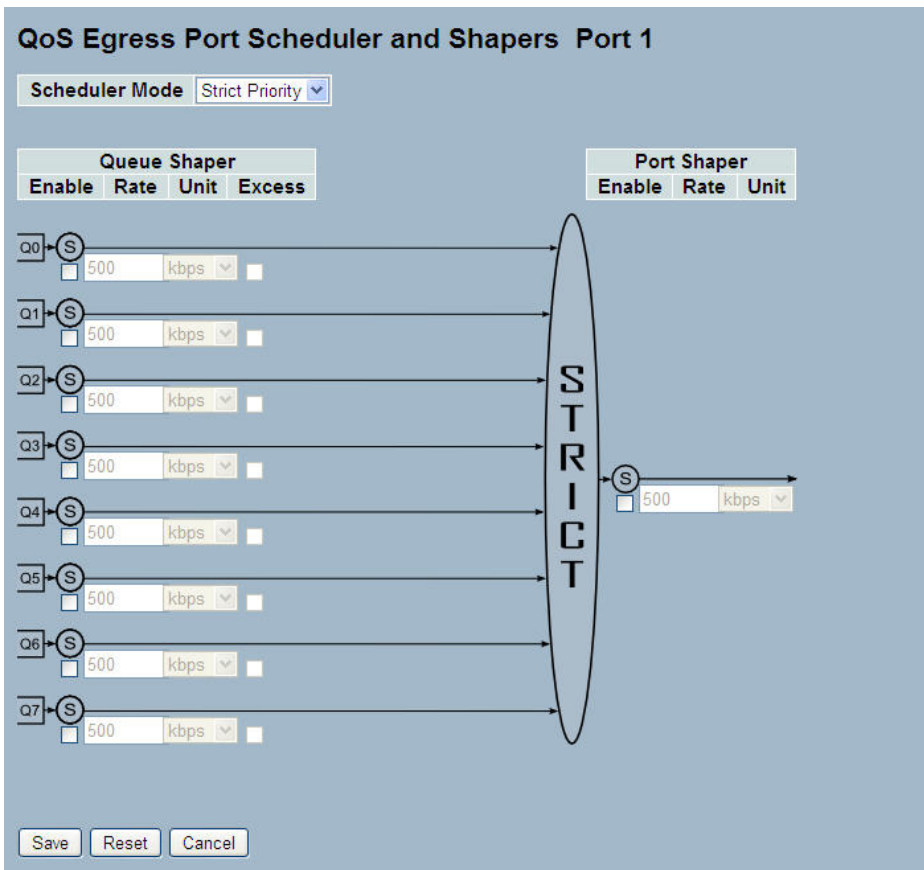 QoS Egress Port Scheduler and Shapers Port 1
Scheduler Mode Strict Priority
Queue Shaper Port Shaper
Enable Rate Unit Excess Enable Rate Unit
Q0 S
500 kbps
Q1 S
500 kbps
Q2 S
500 kbps
Q3 S
500 kbps
Q4 S
500 kbps
Q5 S
500 kbps
Q6 S
500 kbps
Q7 S
500 kbps
STRICT
S
500 kbps
Save Reset Cancel